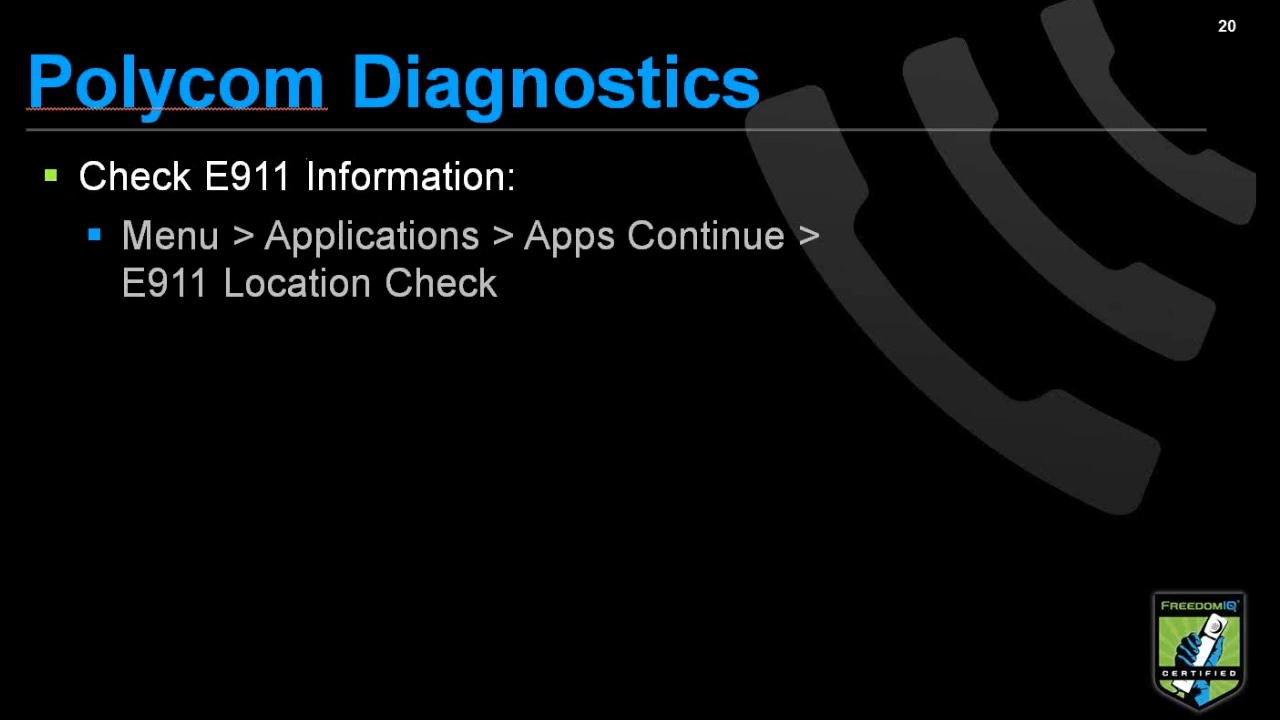 20
Polycom Diagnostics
▪ Check E911 Information:
▪ Menu > Applications > Apps Continue >
E911 Location Check
FREEDOMIQ
CERTIFIED